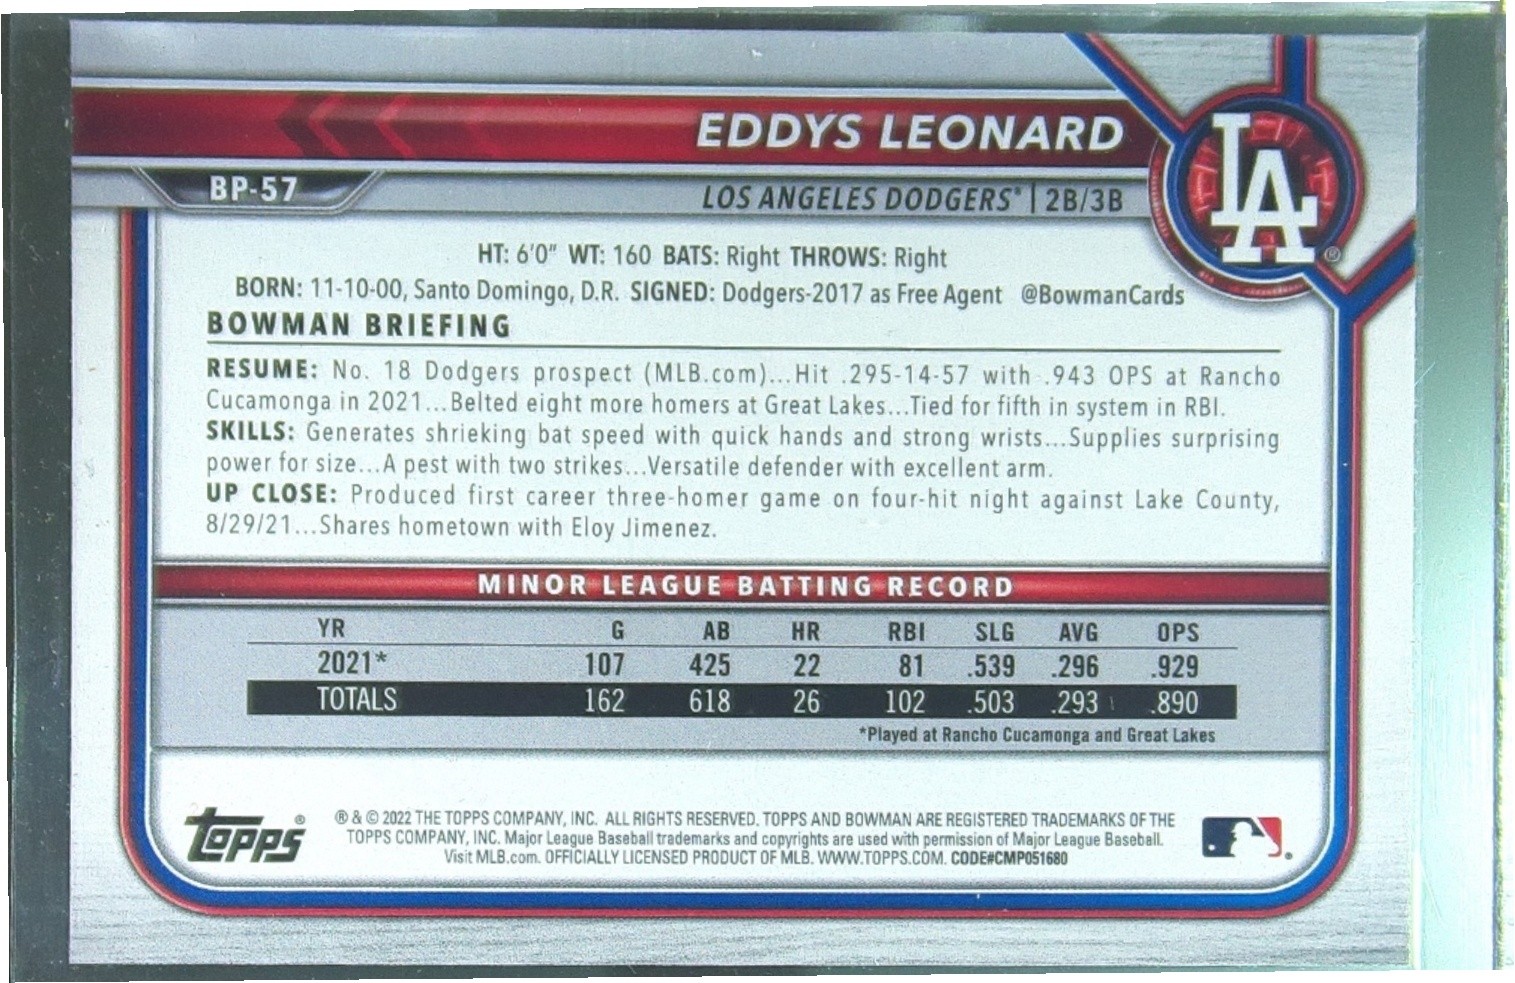 EDDYS LEONARD
BP-57
LOS ANGELES DODGERS® | 2B/3B
LA®
HT: 6'0" WT: 160 BATS: Right THROWS: Right
BORN: 11-10-00, Santo Domingo, D.R. SIGNED: Dodgers-2017 as Free Agent @BowmanCards
BOWMAN BRIEFING
RESUME: No. 18 Dodgers prospect (MLB.com)...Hit .295-14-57 with .943 OPS at Rancho
Cucamonga in 2021...Belted eight more homers at Great Lakes...Tied for fifth in system in RBI.
SKILLS: Generates shrieking bat speed with quick hands and strong wrists...Supplies surprising
power for size...A pest with two strikes...Versatile defender with excellent arm.
UP CLOSE: Produced first career three-homer game on four-hit night against Lake County,
8/29/21...Shares hometown with Eloy Jimenez.
MINOR LEAGUE BATTING RECORD
YR G AB HR RBI SLG AVG OPS
2021* 107 425 22 81 .539 .296 .929
TOTALS 162 618 26 102 .503 .293 .890
*Played at Rancho Cucamonga and Great Lakes
topps®
® & © 2022 THE TOPPS COMPANY, INC. ALL RIGHTS RESERVED. TOPPS AND BOWMAN ARE REGISTERED TRADEMARKS OF THE
TOPPS COMPANY, INC. Major League Baseball trademarks and copyrights are used with permission of Major League Baseball.
Visit MLB.com. OFFICIALLY LICENSED PRODUCT OF MLB. WWW.TOPPS.COM. CODE#CMP051680